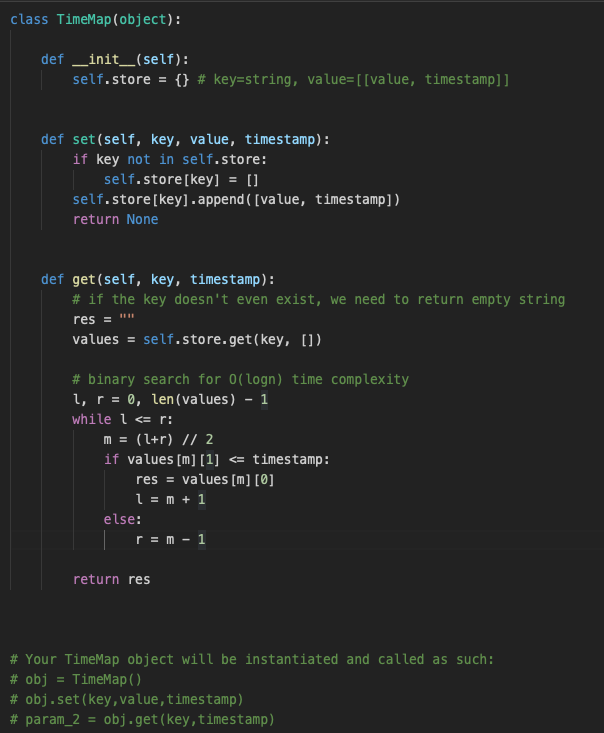 class TimeMap(object):
    def __init__(self):
        self.store = {} # key=string, value=[[value, timestamp]]
    def set(self, key, value, timestamp):
        if key not in self.store:
            self.store[key] = []
        self.store[key].append([value, timestamp])
        return None
    def get(self, key, timestamp):
        # if the key doesn't even exist, we need to return empty string
        res = ""
        values = self.store.get(key, [])
        # binary search for O(logn) time complexity
        l, r = 0, len(values) - 1
        while l <= r:
            m = (l+r) // 2
            if values[m][1] <= timestamp:
                res = values[m][0]
                l = m + 1
            else:
                r = m - 1
        return res
# Your TimeMap object will be instantiated and called as such:
# obj = TimeMap()
# obj.set(key,value,timestamp)
# param_2 = obj.get(key,timestamp)